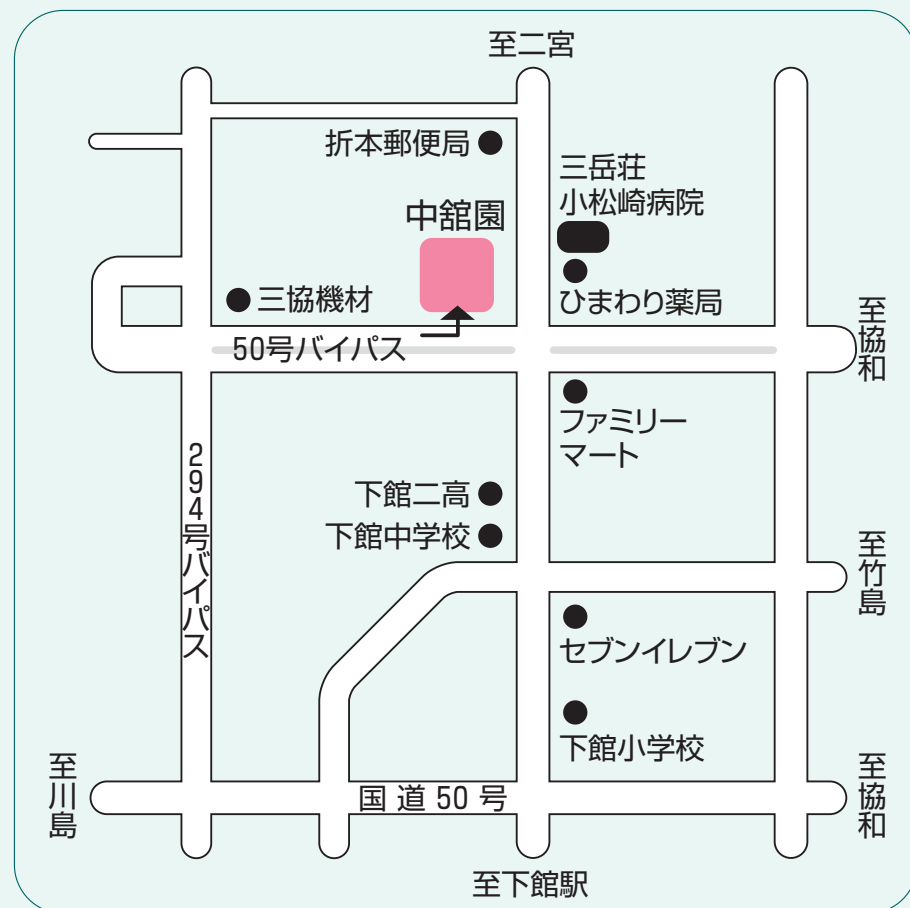 至二宮
折本郵便局
三岳荘
小松崎病院
中舘園
三協機材
ひまわり薬局
至協和
50号バイパス
ファミリー
マート
294号バイパス
下館二高
下館中学校
至竹島
セブンイレブン
下館小学校
至川島
国道50号
至協和
至下館駅